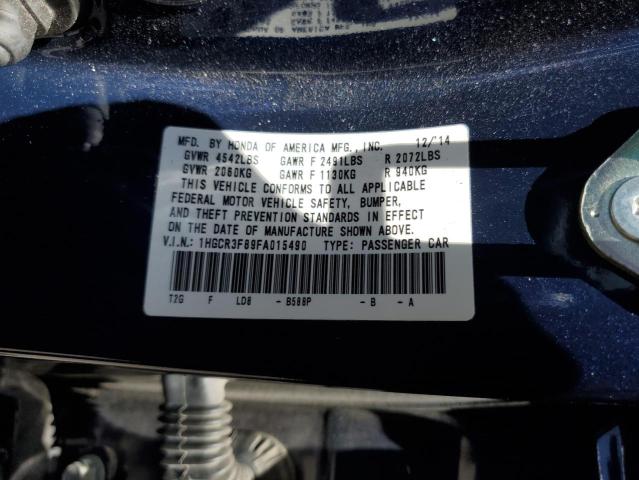 MFD. BY HONDA OF AMERICA MFG., INC. 12/'14
GVWR 4542LBS GAWR F 2491LBS R 2072LBS
GVWR 2060KG GAWR F 1130KG R 940KG
THIS VEHICLE CONFORMS TO ALL APPLICABLE
FEDERAL MOTOR VEHICLE SAFETY, BUMPER,
AND THEFT PREVENTION STANDARDS IN EFFECT
ON THE DATE OF MANUFACTURE SHOWN ABOVE.
V.I.N.: 1HGCR3F89FA015490 TYPE: PASSENGER CAR
T2G F LD8 - B588P - B - A